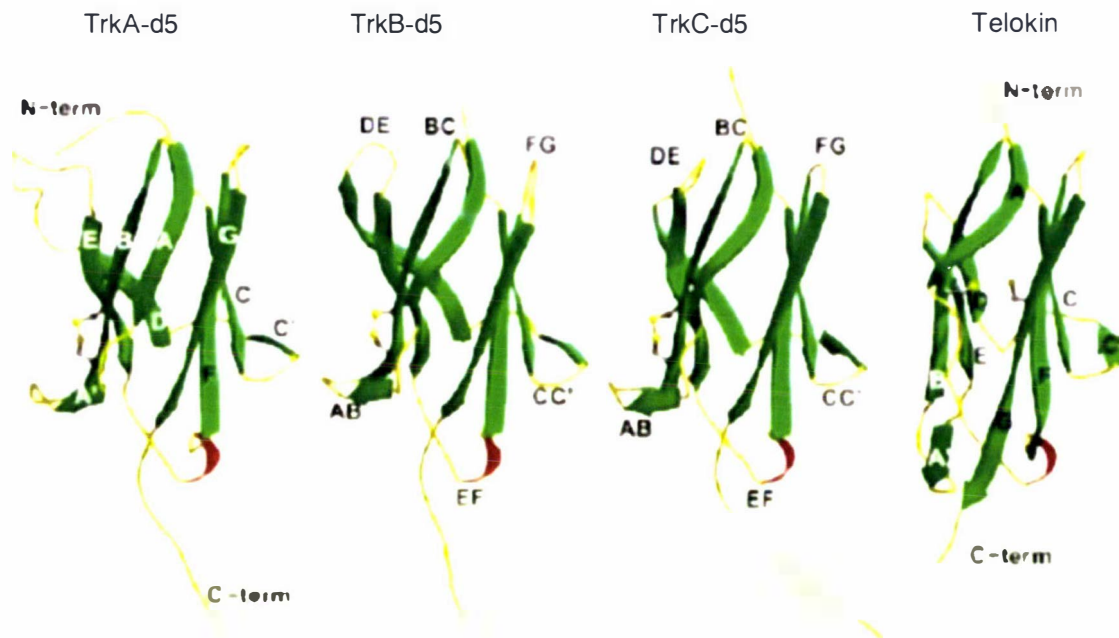 TrkA-d5
TrkB-d5
TrkC-d5
Telokin
N-term
E B A G
D
C
C'
A'
F
C-term
DE
BC
FG
AB
CC'
EF
DE
BC
FG
AB
CC'
EF
N-term
A
D
C
E
B
F
G
A'
C-term